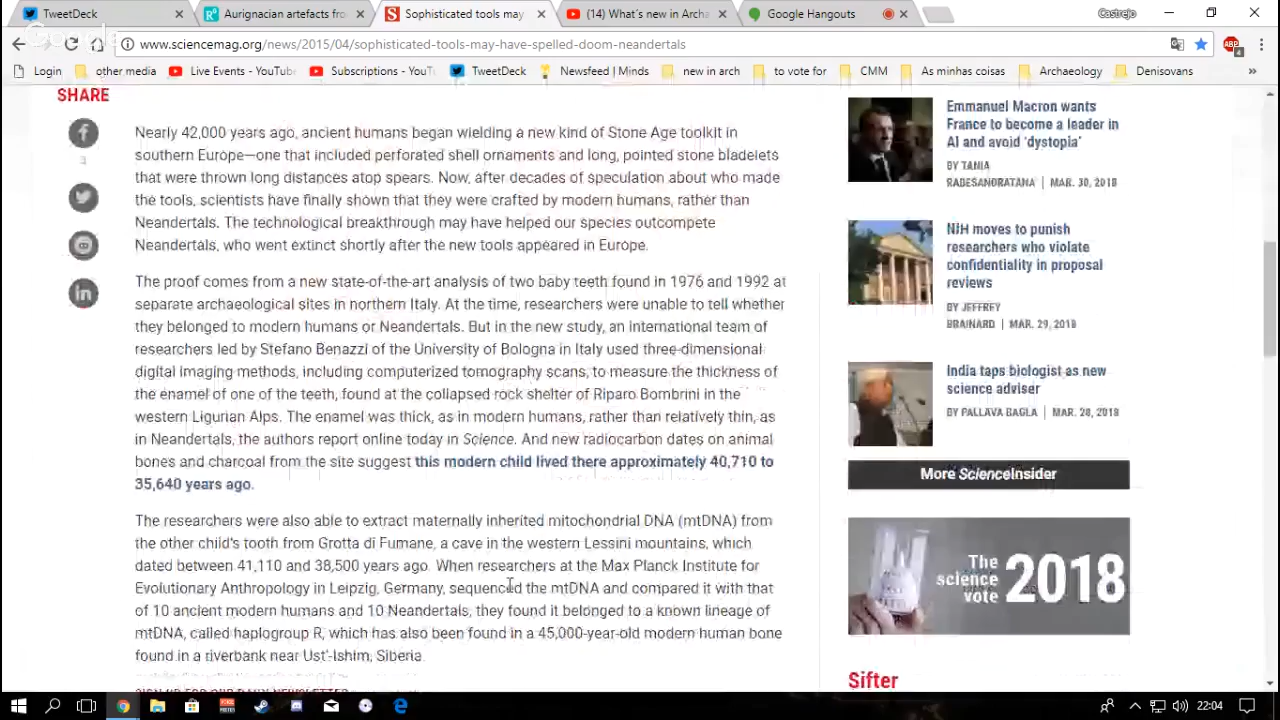 TweetDeck
Aurignacian artefacts from
Sophisticated tools may
(14) What's new in Archa
Google Hangouts
Castrejo
www.sciencemag.org/news/2015/04/sophisticated-tools-may-have-spelled-doom-neandertals
ABP
4
Login
other media
Live Events - YouTube
Subscriptions - YouT
TweetDeck
Newsfeed | Minds
new in arch
to vote for
CMM
As minhas coisas
Archaeology
Denisovans
»
SHARE
3
Nearly 42,000 years ago, ancient humans began wielding a new kind of Stone Age toolkit in
southern Europe—one that included perforated shell ornaments and long, pointed stone bladelets
that were thrown long distances atop spears. Now, after decades of speculation about who made
the tools, scientists have finally shown that they were crafted by modern humans, rather than
Neandertals. The technological breakthrough may have helped our species outcompete
Neandertals, who went extinct shortly after the new tools appeared in Europe.
The proof comes from a new state-of-the-art analysis of two baby teeth found in 1976 and 1992 at
separate archaeological sites in northern Italy. At the time, researchers were unable to tell whether
they belonged to modern humans or Neandertals. But in the new study, an international team of
researchers led by Stefano Benazzi of the University of Bologna in Italy used three-dimensional
digital imaging methods, including computerized tomography scans, to measure the thickness of
the enamel of one of the teeth, found at the collapsed rock shelter of Riparo Bombrini in the
western Ligurian Alps. The enamel was thick, as in modern humans, rather than relatively thin, as
in Neandertals, the authors report online today in Science. And new radiocarbon dates on animal
bones and charcoal from the site suggest this modern child lived there approximately 40,710 to
35,640 years ago.
The researchers were also able to extract maternally inherited mitochondrial DNA (mtDNA) from
the other child's tooth from Grotta di Fumane, a cave in the western Lessini mountains, which
dated between 41,110 and 38,500 years ago. When researchers at the Max Planck Institute for
Evolutionary Anthropology in Leipzig, Germany, sequenced the mtDNA and compared it with that
of 10 ancient modern humans and 10 Neandertals, they found it belonged to a known lineage of
mtDNA, called haplogroup R, which has also been found in a 45,000-year-old modern human bone
found in a riverbank near Ust'-Ishim, Siberia
SIGN UP FOR OUR DAILY NEWSLETTER
Emmanuel Macron wants
France to become a leader in
AI and avoid 'dystopia'
BY TANIA
RABESANDRATANA | MAR. 30, 2018
NIH moves to punish
researchers who violate
confidentiality in proposal
reviews
BY JEFFREY
BRAINARD | MAR. 29, 2018
India taps biologist as new
science adviser
BY PALLAVA BAGLA | MAR. 28, 2018
More ScienceInsider
The
science
vote 2018
Sifter
22:04